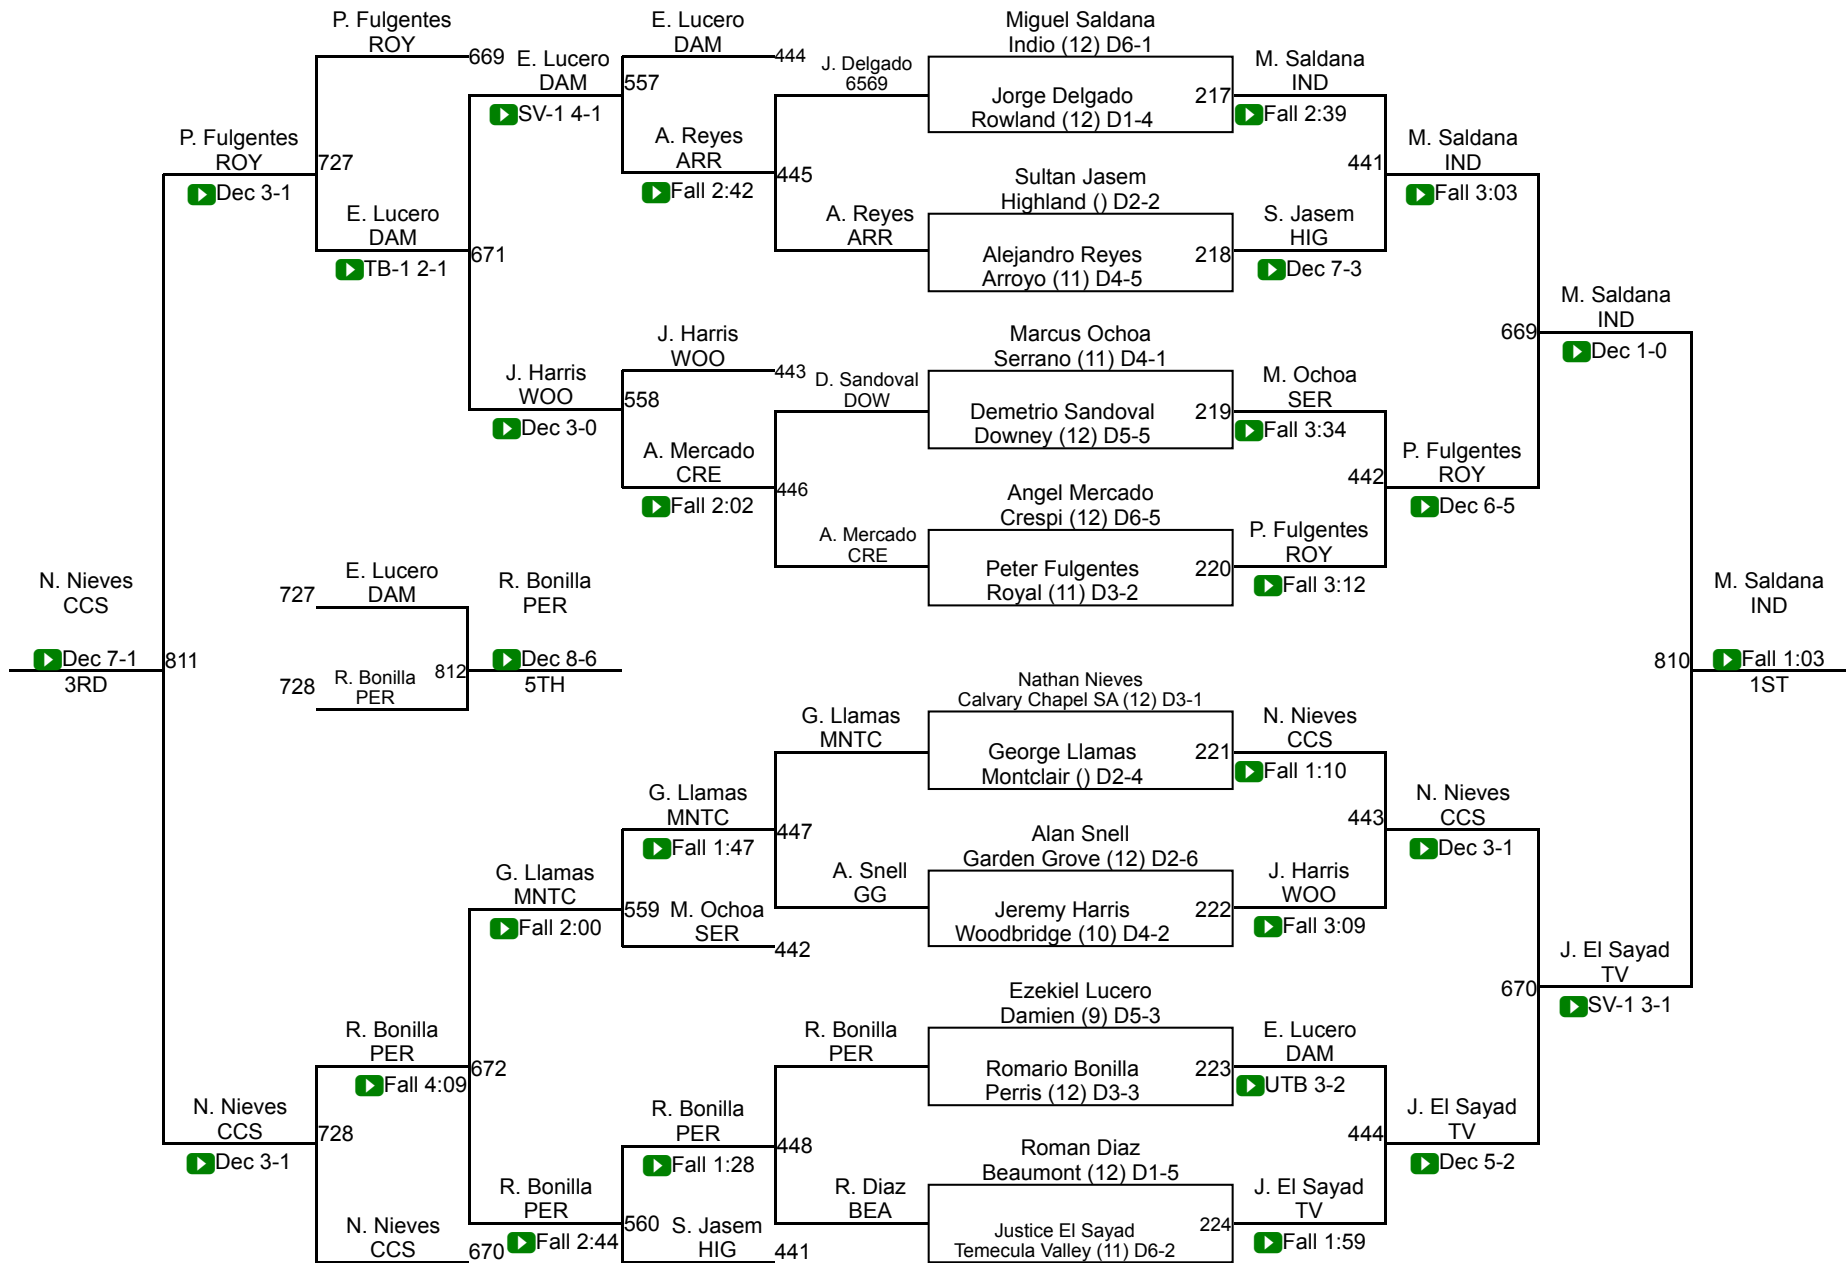 P. Fulgentes
ROY
669
E. Lucero
DAM
SV-1 4-1
557
E. Lucero
DAM
444
A. Reyes
ARR
Fall 2:42
445
J. Delgado
6569
A. Reyes
ARR
Miguel Saldana
Indio (12) D6-1
Jorge Delgado
Rowland (12) D1-4
217
M. Saldana
IND
Fall 2:39
Sultan Jasem
Highland () D2-2
Alejandro Reyes
Arroyo (11) D4-5
218
S. Jasem
HIG
Dec 7-3
441
M. Saldana
IND
Fall 3:03
P. Fulgentes
ROY
Dec 3-1
727
E. Lucero
DAM
TB-1 2-1
671
J. Harris
WOO
Dec 3-0
558
J. Harris
WOO
443
A. Mercado
CRE
Fall 2:02
446
D. Sandoval
DOW
A. Mercado
CRE
Marcus Ochoa
Serrano (11) D4-1
Demetrio Sandoval
Downey (12) D5-5
219
M. Ochoa
SER
Fall 3:34
Angel Mercado
Crespi (12) D6-5
Peter Fulgentes
Royal (11) D3-2
220
P. Fulgentes
ROY
Fall 3:12
442
P. Fulgentes
ROY
Dec 6-5
669
M. Saldana
IND
Dec 1-0
N. Nieves
CCS
Dec 7-1
3RD
811
727
E. Lucero
DAM
728
R. Bonilla
PER
812
R. Bonilla
PER
Dec 8-6
5TH
810
M. Saldana
IND
Fall 1:03
1ST
G. Llamas
MNTC
Nathan Nieves
Calvary Chapel SA (12) D3-1
George Llamas
Montclair () D2-4
221
N. Nieves
CCS
Fall 1:10
G. Llamas
MNTC
Fall 1:47
447
A. Snell
GG
Alan Snell
Garden Grove (12) D2-6
Jeremy Harris
Woodbridge (10) D4-2
222
J. Harris
WOO
Fall 3:09
443
N. Nieves
CCS
Dec 3-1
G. Llamas
MNTC
Fall 2:00
559
M. Ochoa
SER
442
R. Bonilla
PER
Fall 4:09
672
R. Bonilla
PER
Ezekiel Lucero
Damien (9) D5-3
Romario Bonilla
Perris (12) D3-3
223
E. Lucero
DAM
UTB 3-2
670
J. El Sayad
TV
SV-1 3-1
N. Nieves
CCS
Dec 3-1
728
R. Bonilla
PER
Fall 1:28
448
R. Diaz
BEA
Roman Diaz
Beaumont (12) D1-5
Justice El Sayad
Temecula Valley (11) D6-2
224
J. El Sayad
TV
Fall 1:59
444
J. El Sayad
TV
Dec 5-2
N. Nieves
CCS
670
R. Bonilla
PER
Fall 2:44
560
S. Jasem
HIG
441